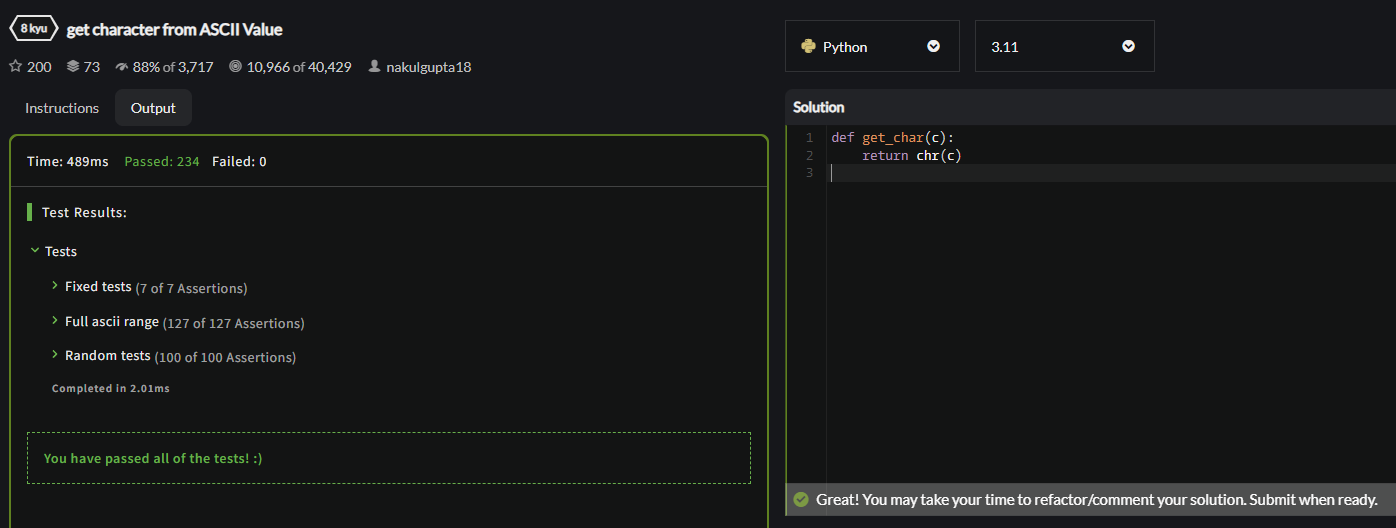 8 kyu get character from ASCII Value
200 73 88% of 3,717 10,966 of 40,429 nakulgupta18
Instructions Output
Time: 489ms Passed: 234 Failed: 0
Test Results:
Tests
Fixed tests (7 of 7 Assertions)
Full ascii range (127 of 127 Assertions)
Random tests (100 of 100 Assertions)
Completed in 2.01ms
You have passed all of the tests! :)
Python 3.11
Solution
1 def get_char(c):
2     return chr(c)
3
Great! You may take your time to refactor/comment your solution. Submit when ready.